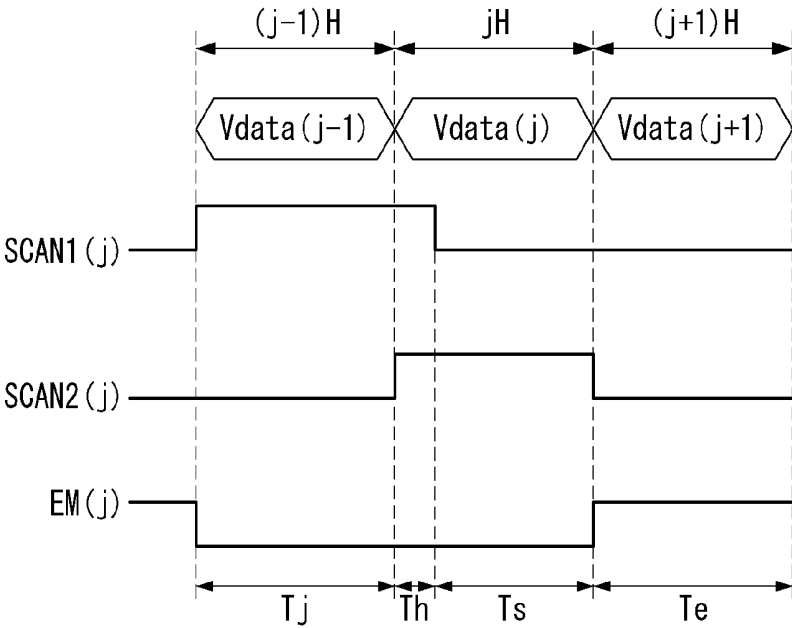 (j-1)H jH (j+1)H
Vdata(j-1) Vdata(j) Vdata(j+1)
SCAN1(j)
SCAN2(j)
EM(j)
Tj Th Ts Te